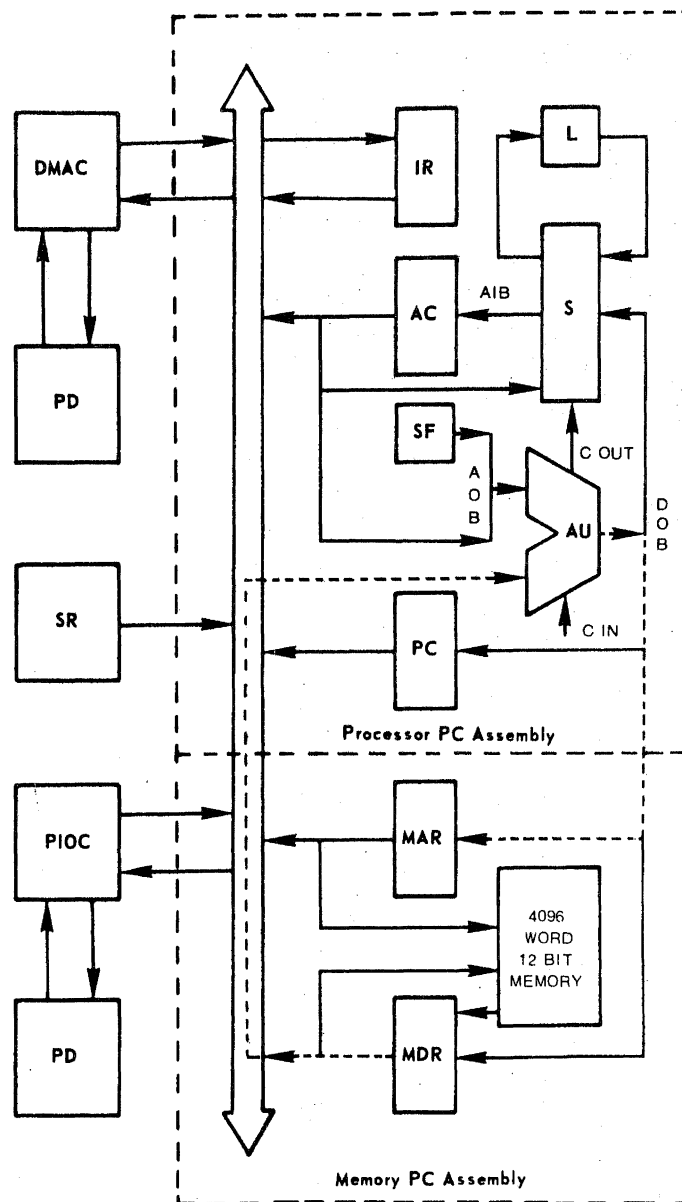 DMAC
IR
L
AC
AIB
S
PD
SF
C OUT
A
O
B
AU
D
O
B
SR
PC
C IN
Processor PC Assembly
PIOC
MAR
4096
WORD
12 BIT
MEMORY
PD
MDR
Memory PC Assembly